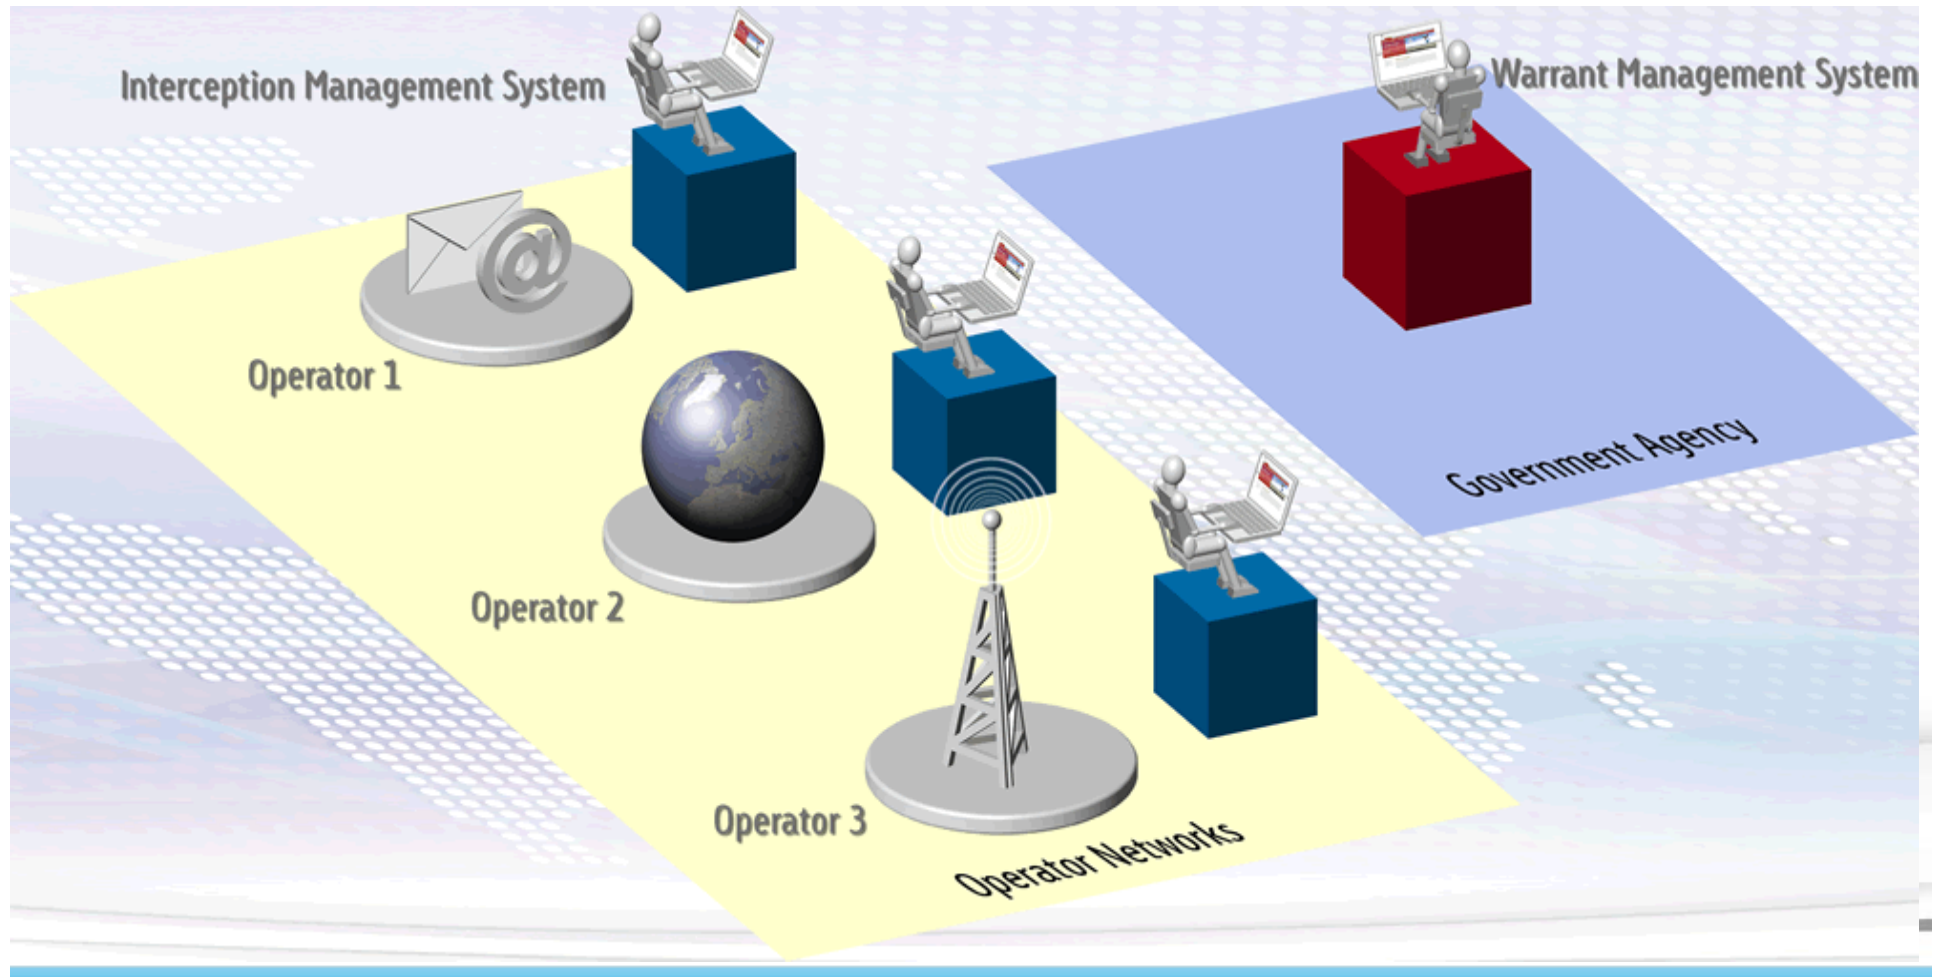 Interception Management System
Warrant Management System
Operator 1
Government Agency
Operator 2
Operator 3
Operator Networks